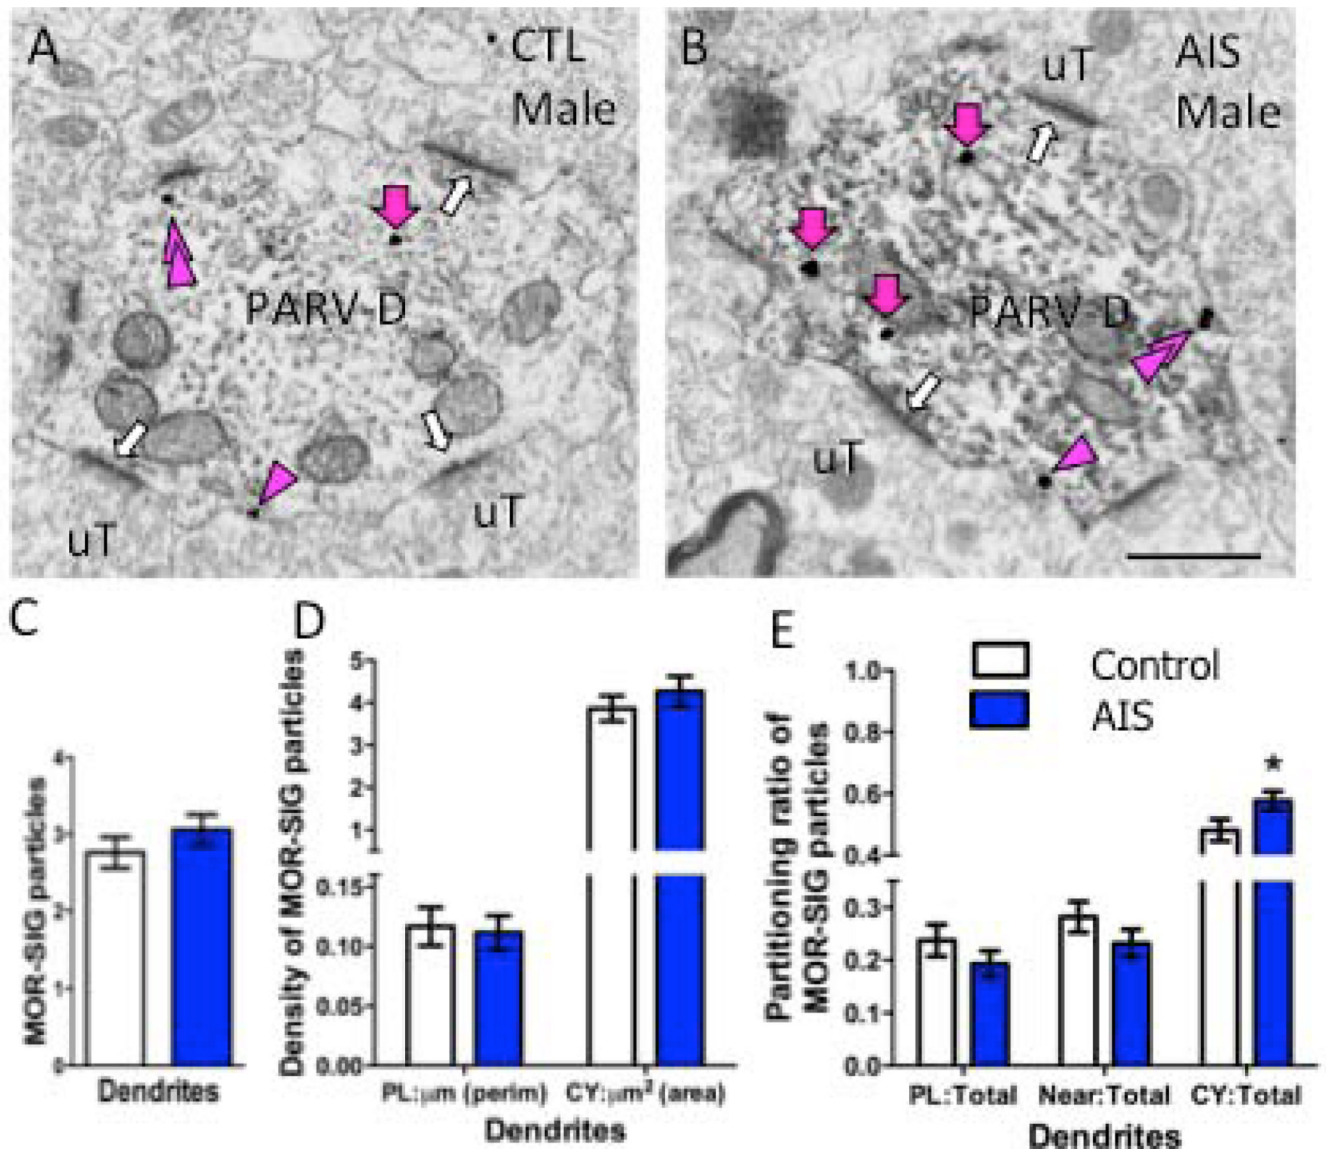 A
CTL
Male
PARV-D
uT
uT
B
uT
AIS
Male
PARV-D
uT
C
MOR-SIG particles
4
3
2
1
0
Dendrites
D
Density of MOR-SIG particles
5
4
3
2
1
0.15
0.10
0.05
0.00
PL:µm (perim)
CY:µm² (area)
Dendrites
E
Control
AIS
Partitioning ratio of
MOR-SIG particles
1.0
0.8
0.6
0.4
0.3
0.2
0.1
0.0
*
PL:Total
Near:Total
CY:Total
Dendrites